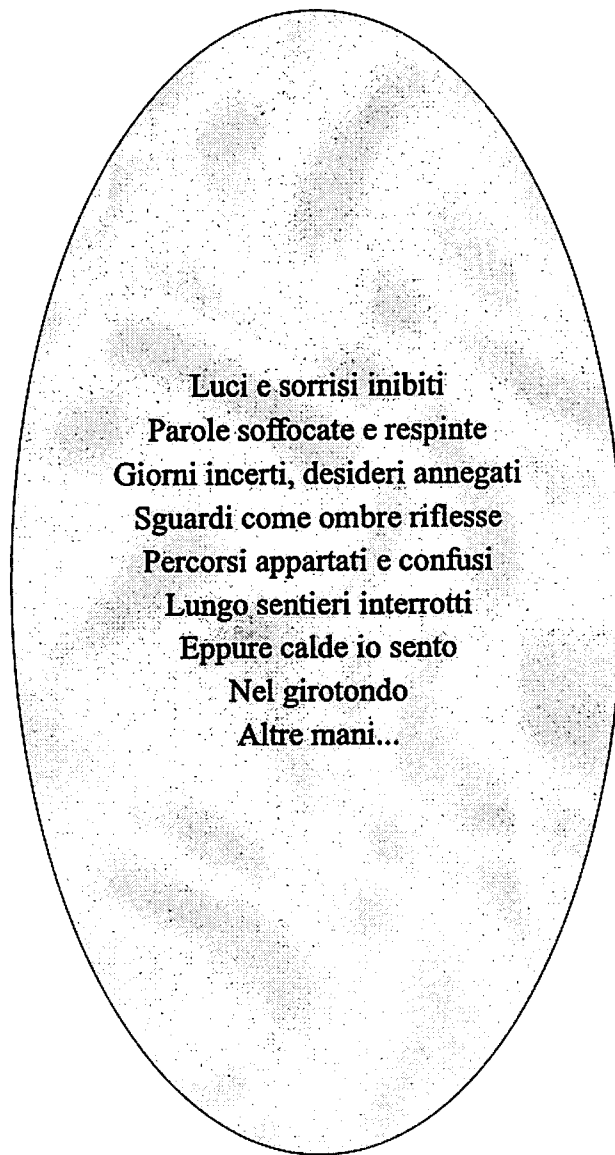 Luci e sorrisi inibiti
Parole soffocate e respinte
Giorni incerti, desideri annegati
Sguardi come ombre riflesse
Percorsi appartati e confusi
Lungo sentieri interrotti
Eppure calde io sento
Nel girotondo
Altre mani...